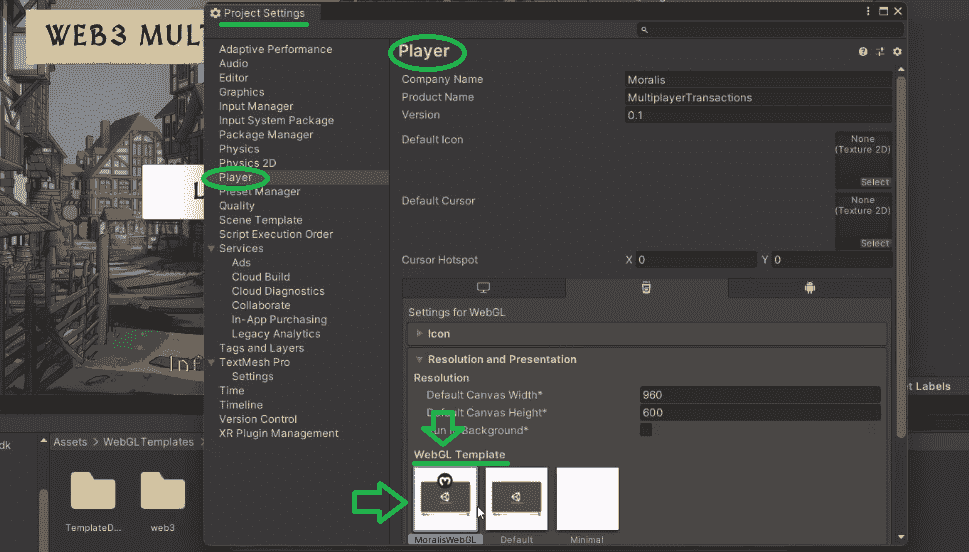 Project Settings
WEB3 MUL
Adaptive Performance
Audio
Editor
Graphics
Input Manager
Input System Package
Package Manager
Physics
Physics 2D
Player
Preset Manager
Quality
Scene Template
Script Execution Order
Services
Ads
Cloud Build
Cloud Diagnostics
Collaborate
In-App Purchasing
Legacy Analytics
Tags and Layers
TextMesh Pro
Settings
Time
Timeline
Version Control
XR Plugin Management
Player
Company Name Moralis
Product Name MultiplayerTransactions
Version 0.1
Default Icon None
(Texture 2D)
Select
Default Cursor None
(Texture 2D)
Select
Cursor Hotspot X 0 Y 0
Settings for WebGL
Icon
Resolution and Presentation
Resolution
Default Canvas Width* 960
Default Canvas Height* 600
Background*
WebGL Template
MoralisWebGL Default Minimal
Inf
t Labels
dk
Assets > WebGLTemplates >
TemplateD... web3